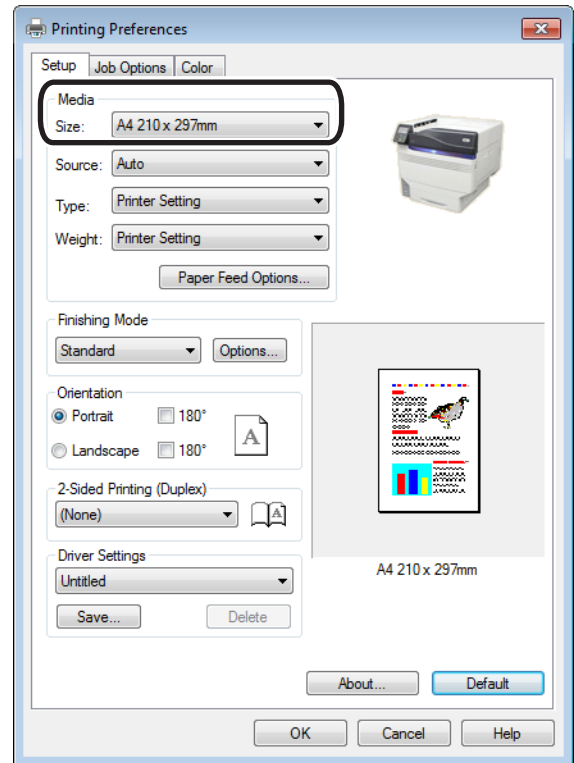 Printing Preferences
Setup Job Options Color
Media
Size: A4 210 x 297mm
Source: Auto
Type: Printer Setting
Weight: Printer Setting
Paper Feed Options...
Finishing Mode
Standard Options...
Orientation
Portrait 180°
Landscape 180°
A
2-Sided Printing (Duplex)
(None) A
Driver Settings
Untitled
Save... Delete
A4 210 x 297mm
About... Default
OK Cancel Help